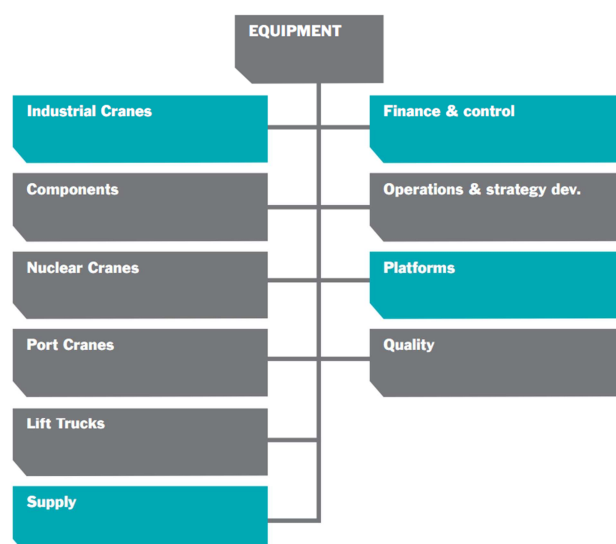 EQUIPMENT
Industrial Cranes
Finance & control
Components
Operations & strategy dev.
Nuclear Cranes
Platforms
Port Cranes
Quality
Lift Trucks
Supply